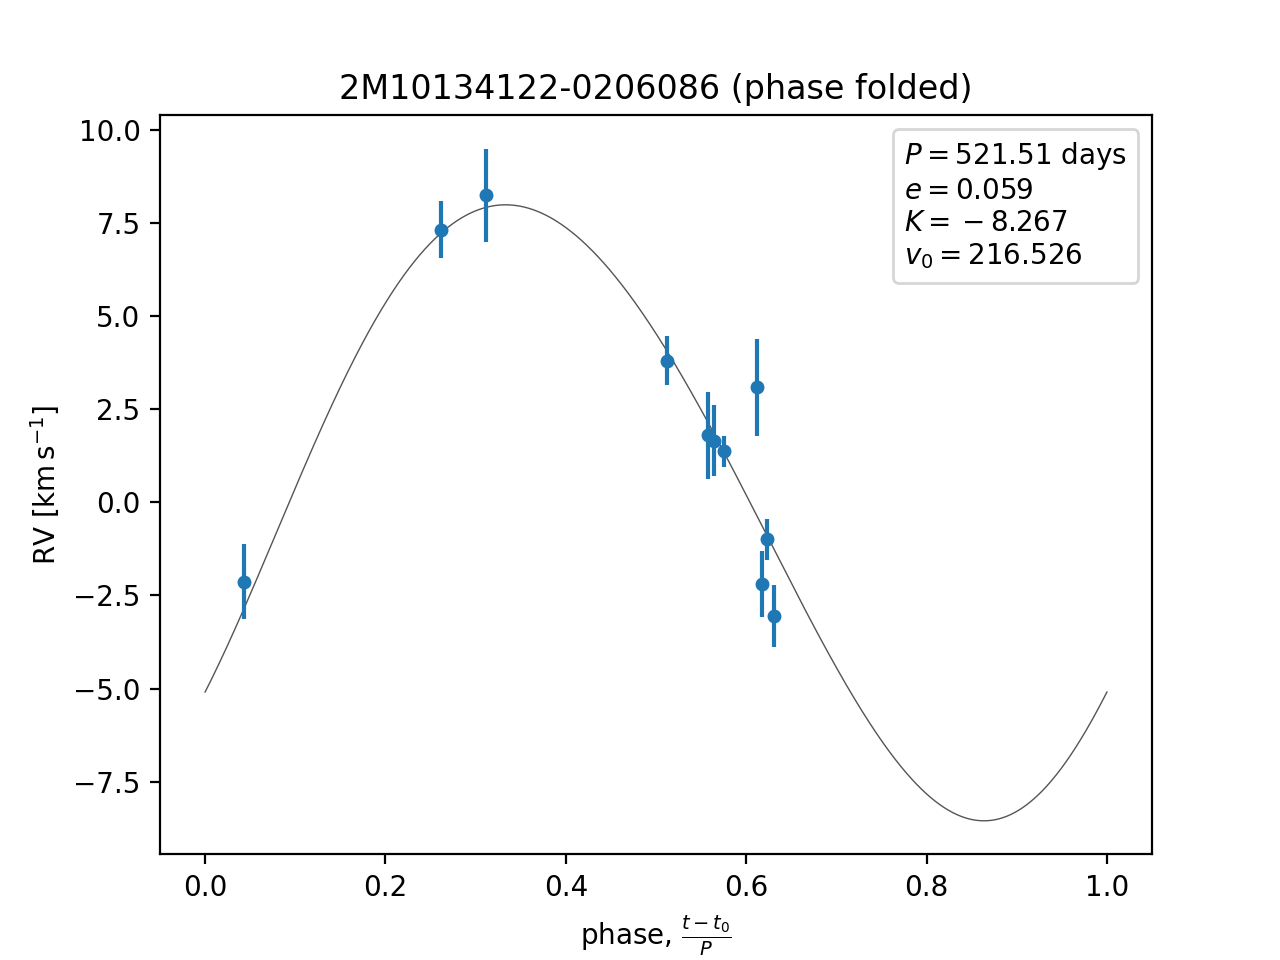 2M10134122-0206086 (phase folded)
P = 521.51 days
e = 0.059
K = −8.267
v₀ = 216.526
10.0
7.5
5.0
2.5
0.0
−2.5
−5.0
−7.5
RV [km s⁻¹]
0.0 0.2 0.4 0.6 0.8 1.0
phase, (t − t₀)/P